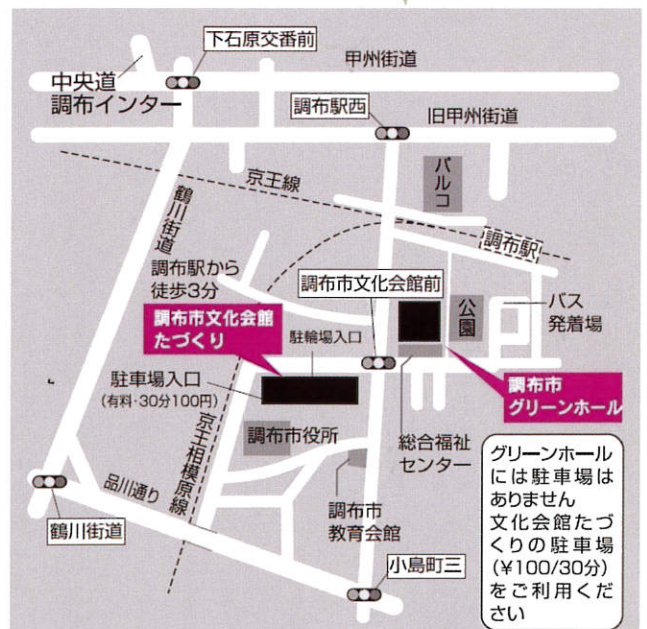 下石原交番前
甲州街道
中央道
調布インター
調布駅西
旧甲州街道
パルコ
京王線
鶴川街道
調布駅
調布駅から
徒歩3分
調布市文化会館前
公園
バス
発着場
調布市文化会館
たづくり
駐輪場入口
駐車場入口
(有料・30分100円)
調布市
グリーンホール
調布市役所
総合福祉
センター
京王相模原線
品川通り
鶴川街道
調布市
教育会館
小島町三
グリーンホール
には駐車場は
ありません
文化会館たづ
くりの駐車場
(¥100/30分)
をご利用くだ
さい